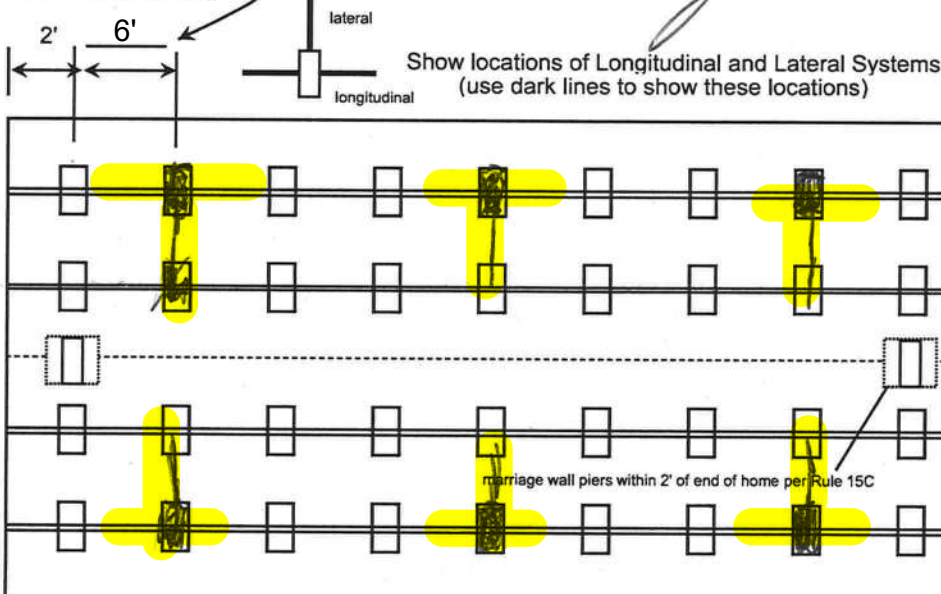 lateral
2'
6'
Show locations of Longitudinal and Lateral Systems
(use dark lines to show these locations)
longitudinal
marriage wall piers within 2' of end of home per Rule 15C